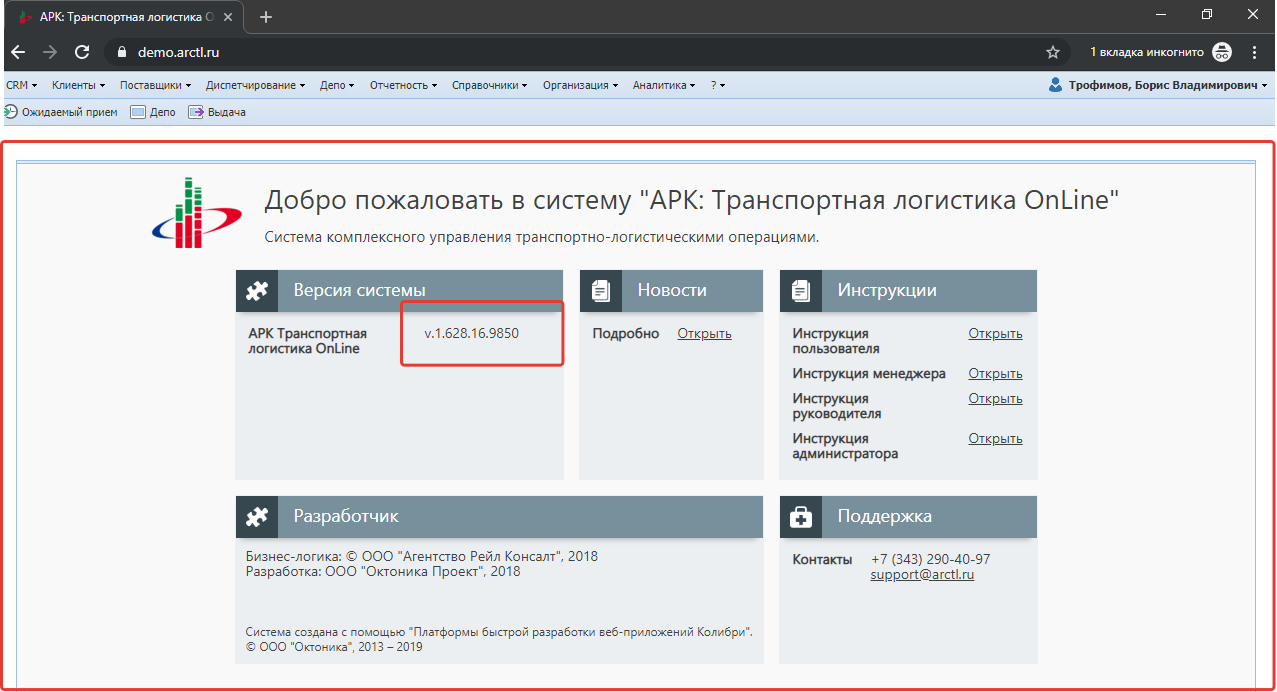 АРК: Транспортная логистика O
demo.arctl.ru
1 вкладка инкогнито
CRM Клиенты Поставщики Диспетчирование Депо Отчетность Справочники Организация Аналитика ? Трофимов, Борис Владимирович
Ожидаемый прием Депо Выдача
Добро пожаловать в систему "АРК: Транспортная логистика OnLine"
Система комплексного управления транспортно-логистическими операциями.
Версия системы
АРК Транспортная логистика OnLine v.1.628.16.9850
Новости
Подробно Открыть
Инструкции
Инструкция пользователя Открыть
Инструкция менеджера Открыть
Инструкция руководителя Открыть
Инструкция администратора Открыть
Разработчик
Бизнес-логика: © ООО "Агентство Рейл Консалт", 2018
Разработка: ООО "Октоника Проект", 2018
Система создана с помощью "Платформы быстрой разработки веб-приложений Колибри".
© ООО "Октоника", 2013 – 2019
Поддержка
Контакты +7 (343) 290-40-97
support@arctl.ru